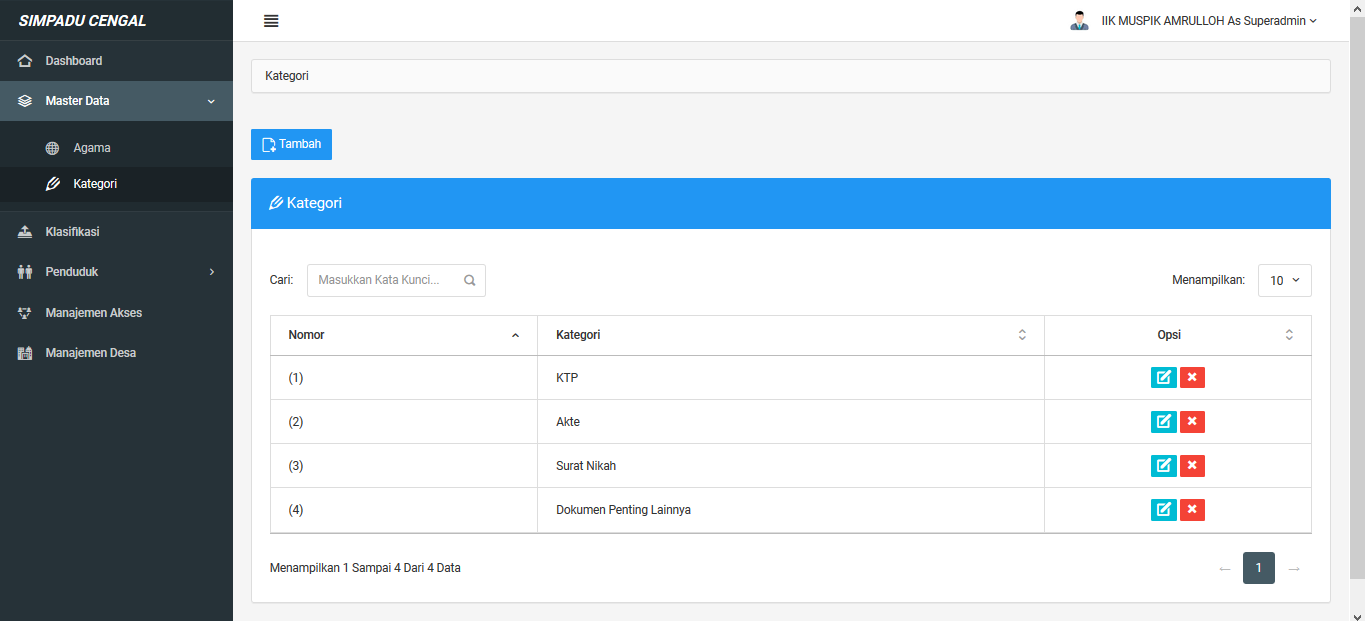 SIMPADU CENGAL
IIK MUSPIK AMRULLOH As Superadmin
Dashboard
Master Data
Agama
Kategori
Klasifikasi
Penduduk
Manajemen Akses
Manajemen Desa
Kategori
Tambah
Kategori
Cari: Masukkan Kata Kunci... Menampilkan: 10
Nomor Kategori Opsi
(1) KTP
(2) Akte
(3) Surat Nikah
(4) Dokumen Penting Lainnya
Menampilkan 1 Sampai 4 Dari 4 Data ← 1 →